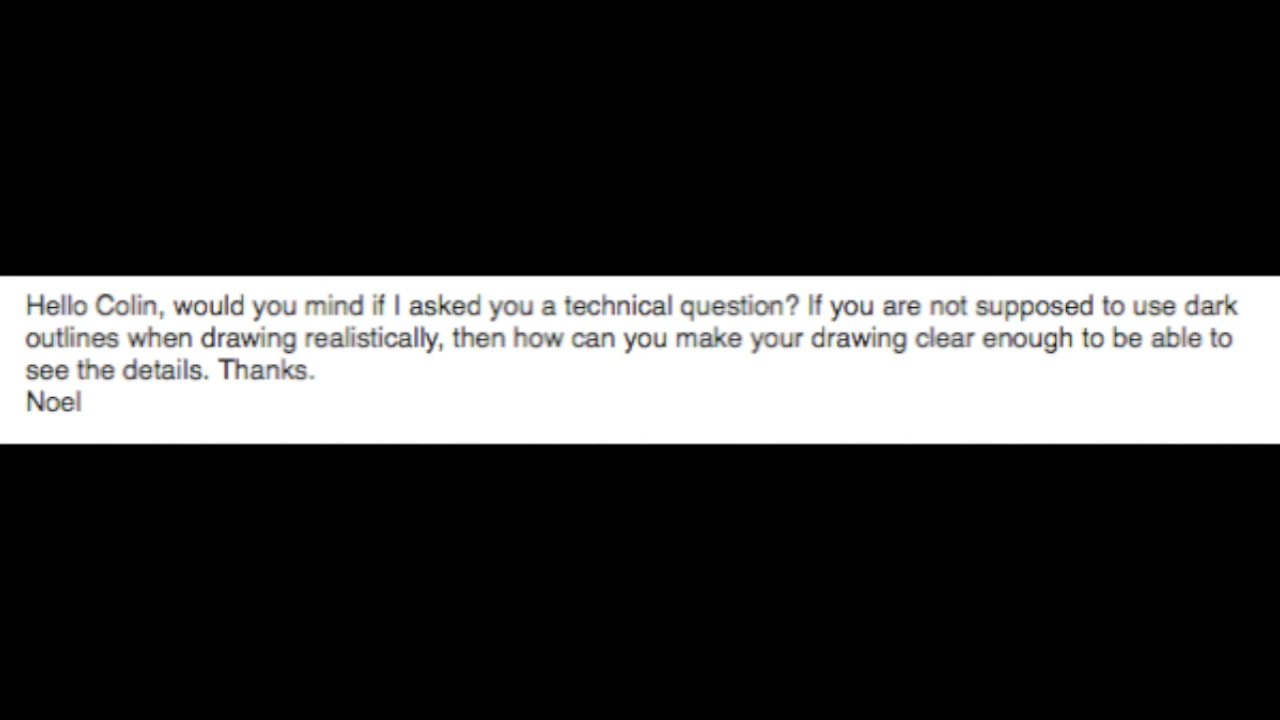 Hello Colin, would you mind if I asked you a technical question? If you are not supposed to use dark
outlines when drawing realistically, then how can you make your drawing clear enough to be able to
see the details. Thanks.
Noel